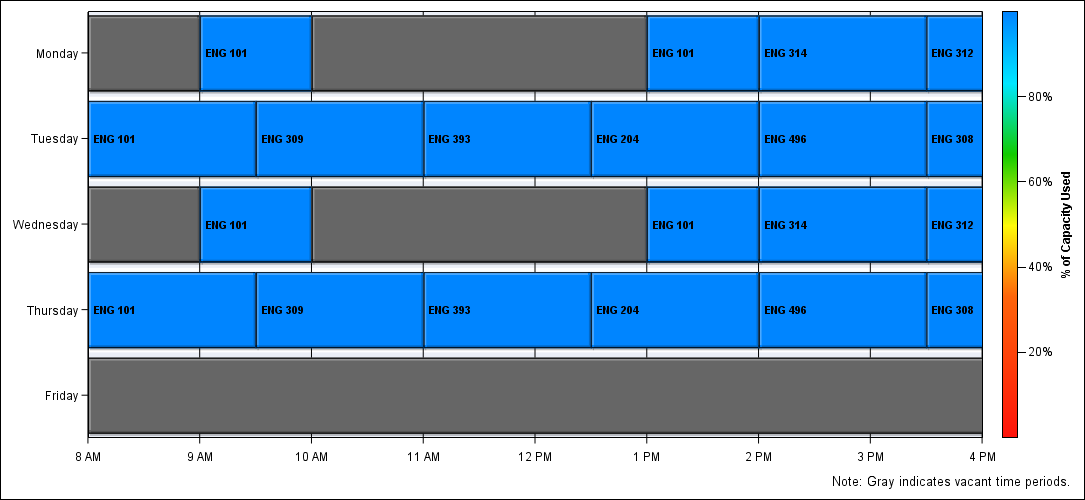 Monday
ENG 101
ENG 101
ENG 314
ENG 312
Tuesday
ENG 101
ENG 309
ENG 393
ENG 204
ENG 496
ENG 308
Wednesday
ENG 101
ENG 101
ENG 314
ENG 312
Thursday
ENG 101
ENG 309
ENG 393
ENG 204
ENG 496
ENG 308
Friday
8 AM
9 AM
10 AM
11 AM
12 PM
1 PM
2 PM
3 PM
4 PM
80%
60%
40%
20%
% of Capacity Used
Note: Gray indicates vacant time periods.